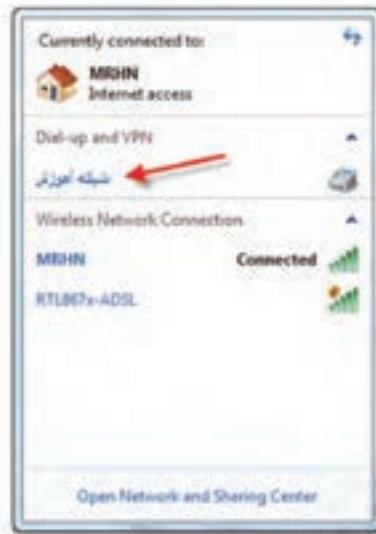 Currently connected to:
MRHN
Internet access
Dial-up and VPN
شبکه آموزش
Wireless Network Connection
MRHN Connected
RTL867x-ADSL
Open Network and Sharing Center